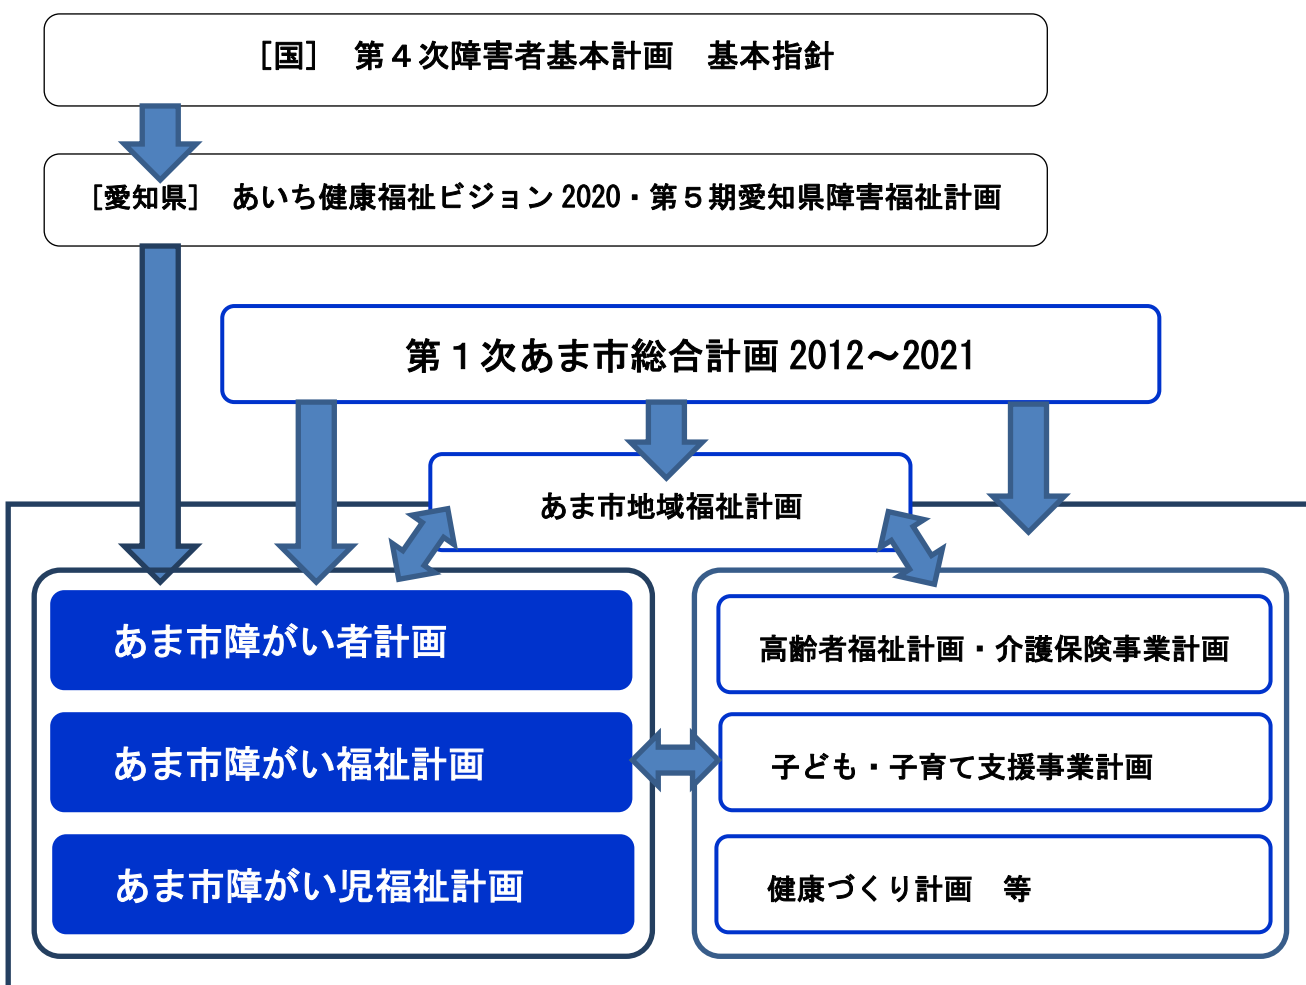 ［国］　第４次障害者基本計画　基本指針
［愛知県］　あいち健康福祉ビジョン 2020・第５期愛知県障害福祉計画
第１次あま市総合計画 2012～2021
あま市地域福祉計画
あま市障がい者計画
あま市障がい福祉計画
あま市障がい児福祉計画
高齢者福祉計画・介護保険事業計画
子ども・子育て支援事業計画
健康づくり計画　等